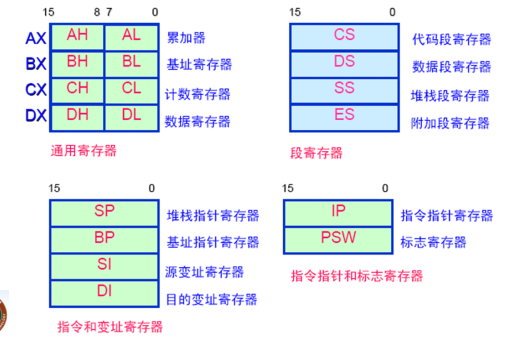 15 8 7 0
AX AH AL 累加器
BX BH BL 基址寄存器
CX CH CL 计数寄存器
DX DH DL 数据寄存器
通用寄存器
15 0
CS 代码段寄存器
DS 数据段寄存器
SS 堆栈段寄存器
ES 附加段寄存器
段寄存器
15 0
SP 堆栈指针寄存器
BP 基址指针寄存器
SI 源变址寄存器
DI 目的变址寄存器
指令和变址寄存器
15 0
IP 指令指针寄存器
PSW 标志寄存器
指令指针和标志寄存器